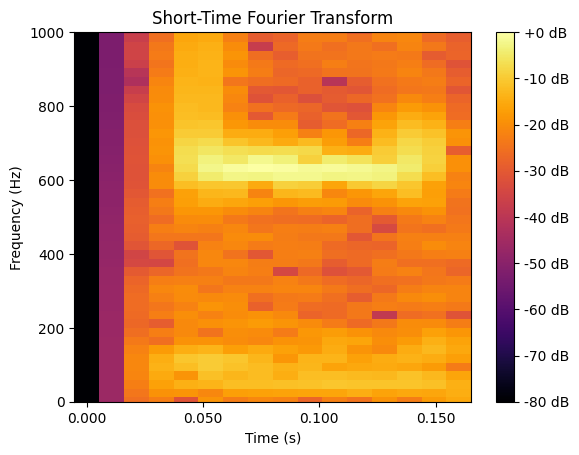 Short-Time Fourier Transform
1000
800
600
400
200
0
Frequency (Hz)
0.000
0.050
0.100
0.150
Time (s)
+0 dB
-10 dB
-20 dB
-30 dB
-40 dB
-50 dB
-60 dB
-70 dB
-80 dB